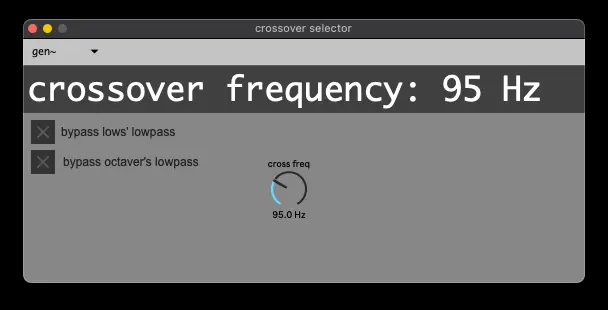 crossover selector
gen~
crossover frequency: 95 Hz
bypass lows' lowpass
bypass octaver's lowpass
cross freq
95.0 Hz